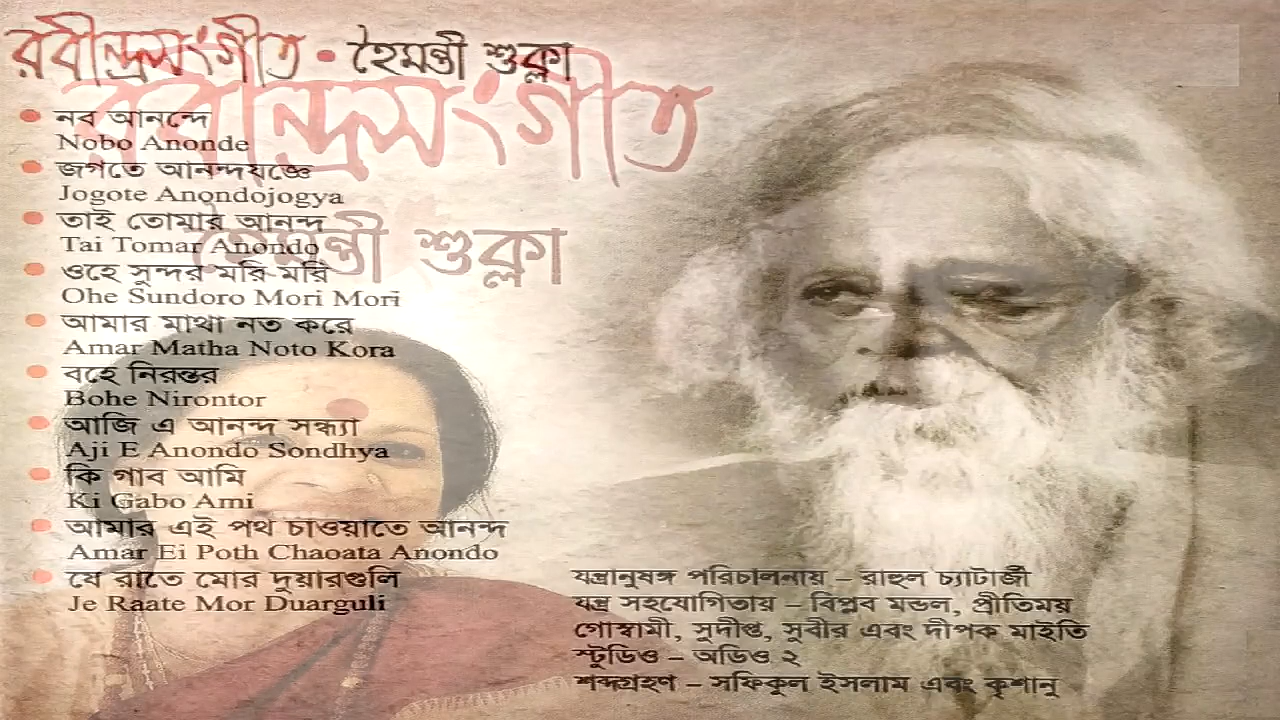 রবীন্দ্রসংগীত • হৈমন্তী শুক্লা
রবীন্দ্রসংগীত
হৈমন্তী শুক্লা
• নব আনন্দে
Nobo Anonde
• জগতে আনন্দযজ্ঞে
Jogote Anondojogya
• তাই তোমার আনন্দ
Tai Tomar Anondo
• ওহে সুন্দর মরি মরি
Ohe Sundoro Mori Mori
• আমার মাথা নত করে
Amar Matha Noto Kora
• বহে নিরন্তর
Bohe Nirontor
• আজি এ আনন্দ সন্ধ্যা
Aji E Anondo Sondhya
• কি গাব আমি
Ki Gabo Ami
• আমার এই পথ চাওয়াতে আনন্দ
Amar Ei Poth Chaoata Anondo
• যে রাতে মোর দুয়ারগুলি
Je Raate Mor Duarguli
যন্ত্রানুষঙ্গ পরিচালনায় – রাহুল চ্যাটার্জী
যন্ত্র সহযোগিতায় – বিপ্লব মন্ডল, প্রীতিময়
গোস্বামী, সুদীপ্ত, সুবীর এবং দীপক মাইতি
স্টুডিও – অডিও ২
শব্দগ্রহণ – সফিকুল ইসলাম এবং কৃশানু